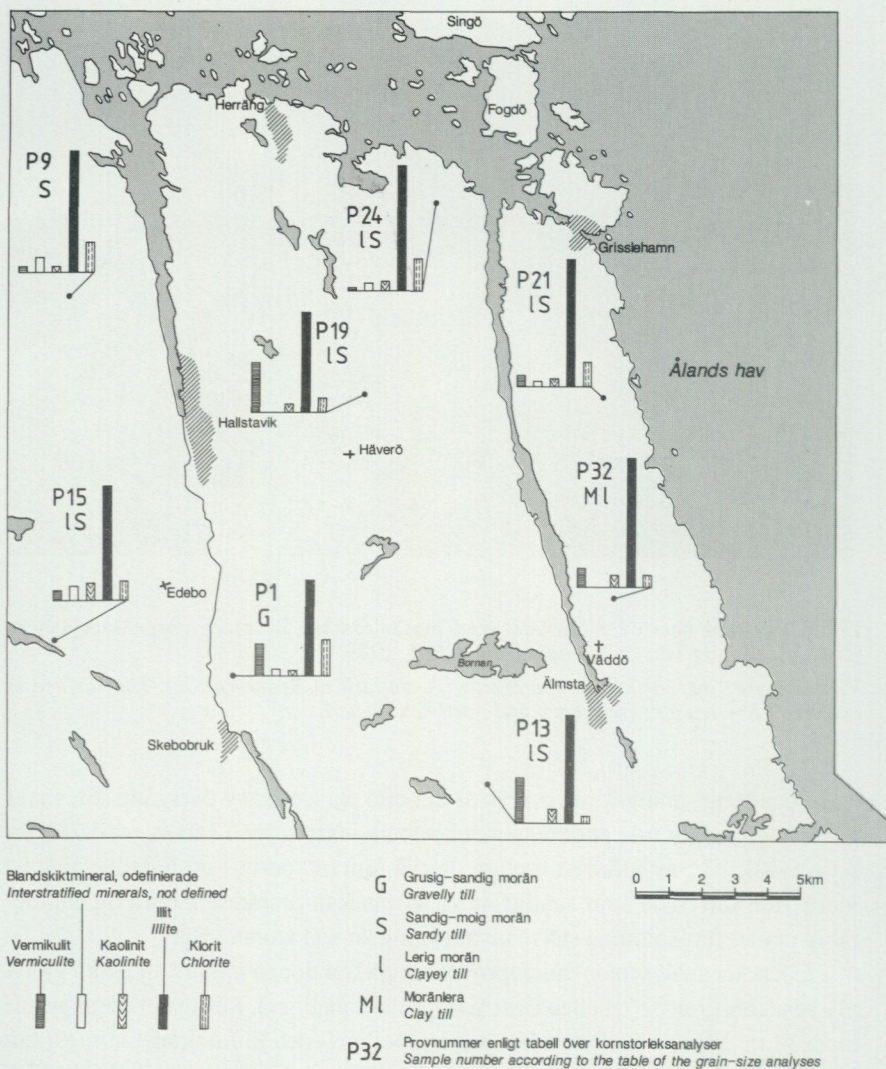 Singö
Fogdö
Herräng
P9
S
P24
lS
Grisslehamn
P21
lS
P19
lS
Ålands hav
Hallstavik
Häverö
P32
Ml
P15
lS
Edebo
P1
G
Bornan
Väddö
Älmsta
P13
lS
Skebobruk
Blandskiktmineral, odefinierade
Interstratified minerals, not defined
Illit
Illite
Vermikulit
Vermiculite
Kaolinit
Kaolinite
Klorit
Chlorite
G Grusig–sandig morän
Gravelly till
S Sandig–moig morän
Sandy till
l Lerig morän
Clayey till
Ml Moränlera
Clay till
P32 Provnummer enligt tabell över kornstorleksanalyser
Sample number according to the table of the grain-size analyses
0 1 2 3 4 5km